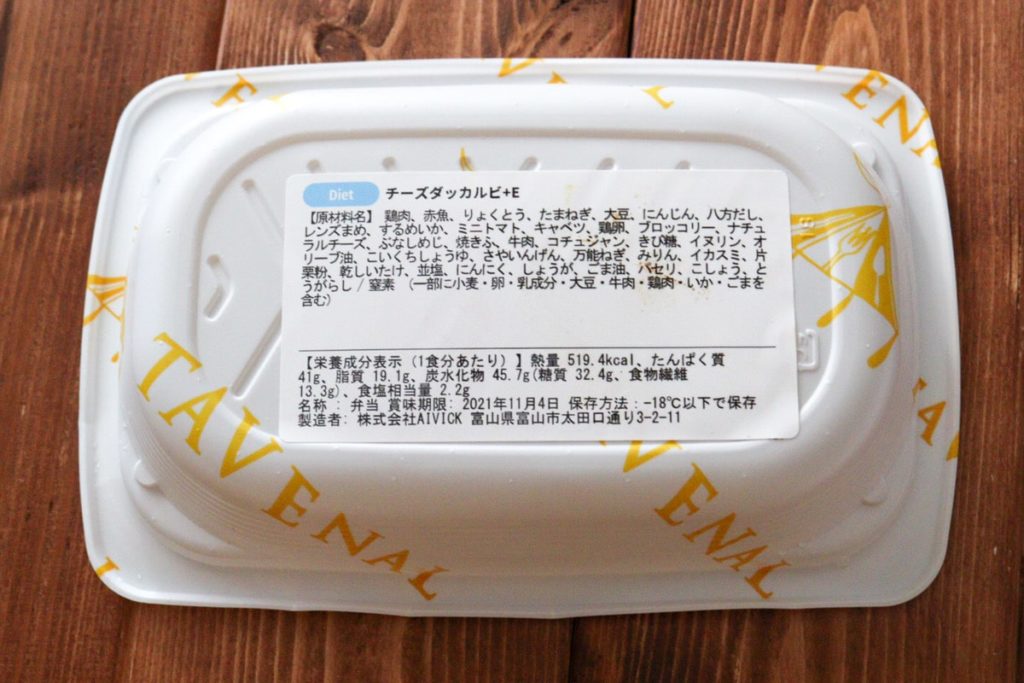 TAVENAL
Diet チーズダッカルビ+E
【原材料名】 鶏肉、赤魚、りょくとう、たまねぎ、大豆、にんじん、八方だし、
レンズまめ、するめいか、ミニトマト、キャベツ、鶏卵、ブロッコリー、ナチュ
ラルチーズ、ぶなしめじ、焼きふ、牛肉、コチュジャン、きび糖、イヌリン、オ
リーブ油、こいくちしょうゆ、さやいんげん、万能ねぎ、みりん、イカスミ、片
栗粉、乾しいたけ、並塩、にんにく、しょうが、ごま油、パセリ、こしょう、と
うがらし / 窒素 (一部に小麦・卵・乳成分・大豆・牛肉・鶏肉・いか・ごまを
含む)
【栄養成分表示（1食分あたり）】熱量 519.4kcal、たんぱく質
41g、脂質 19.1g、炭水化物 45.7g(糖質 32.4g、食物繊維
13.3g)、食塩相当量 2.2g
名称 : 弁当 賞味期限: 2021年11月4日 保存方法：-18℃以下で保存
製造者: 株式会社AIVICK 富山県富山市太田口通り3-2-11
TAVENAL
TAVENAL